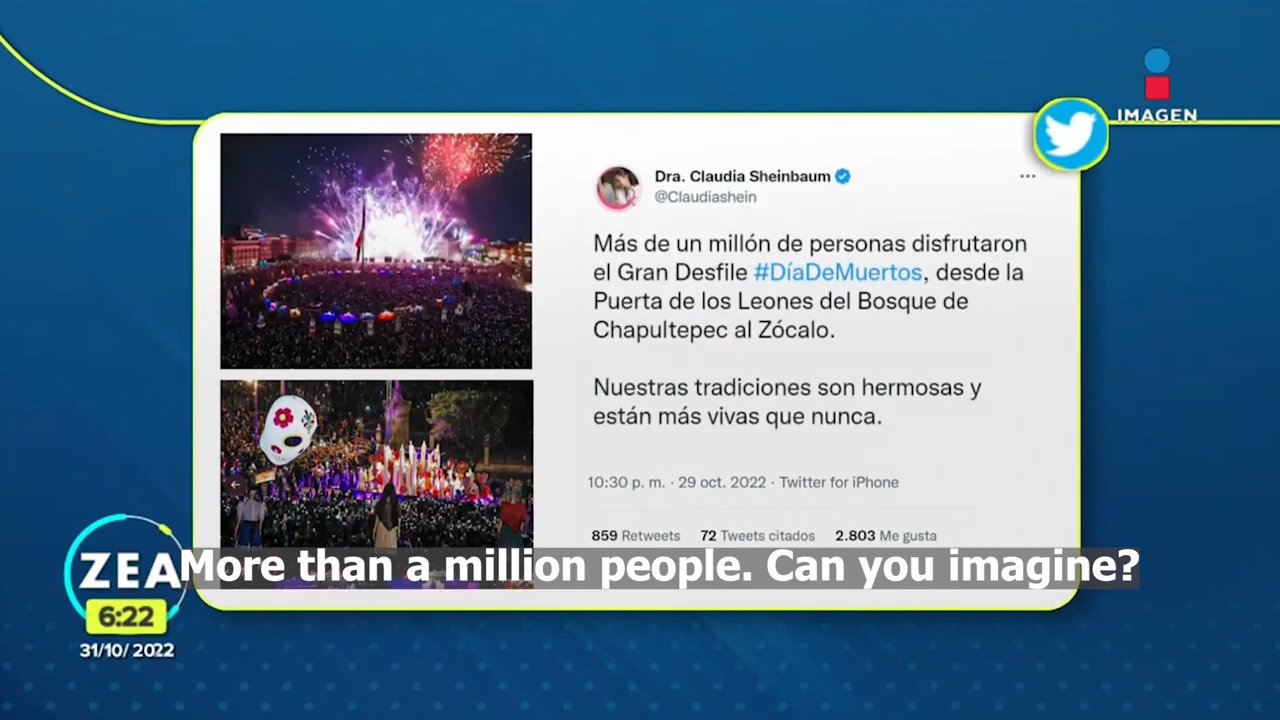 IMAGEN
Dra. Claudia Sheinbaum
@Claudiashein
Más de un millón de personas disfrutaron
el Gran Desfile #DíaDeMuertos, desde la
Puerta de los Leones del Bosque de
Chapultepec al Zócalo.
Nuestras tradiciones son hermosas y
están más vivas que nunca.
10:30 p. m. · 29 oct. 2022 · Twitter for iPhone
859 Retweets 72 Tweets citados 2.803 Me gusta
More than a million people. Can you imagine?
ZEA
6:22
31/10/ 2022